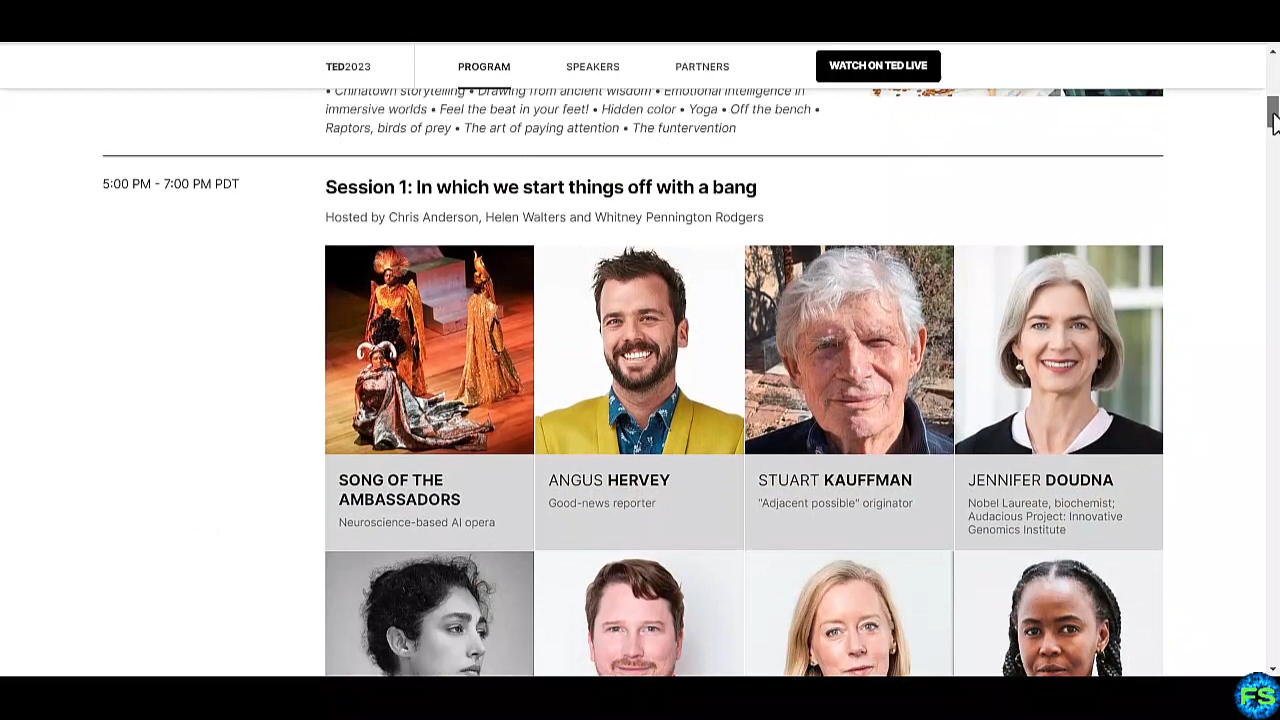 TED2023
PROGRAM
SPEAKERS
PARTNERS
WATCH ON TED LIVE
• Chinatown storytelling • Drawing from ancient wisdom • Emotional intelligence in
immersive worlds • Feel the beat in your feet! • Hidden color • Yoga • Off the bench •
Raptors, birds of prey • The art of paying attention • The funtervention
5:00 PM - 7:00 PM PDT
Session 1: In which we start things off with a bang
Hosted by Chris Anderson, Helen Walters and Whitney Pennington Rodgers
SONG OF THE
AMBASSADORS
Neuroscience-based AI opera
ANGUS HERVEY
Good-news reporter
STUART KAUFFMAN
"Adjacent possible" originator
JENNIFER DOUDNA
Nobel Laureate, biochemist;
Audacious Project: Innovative
Genomics Institute
FS